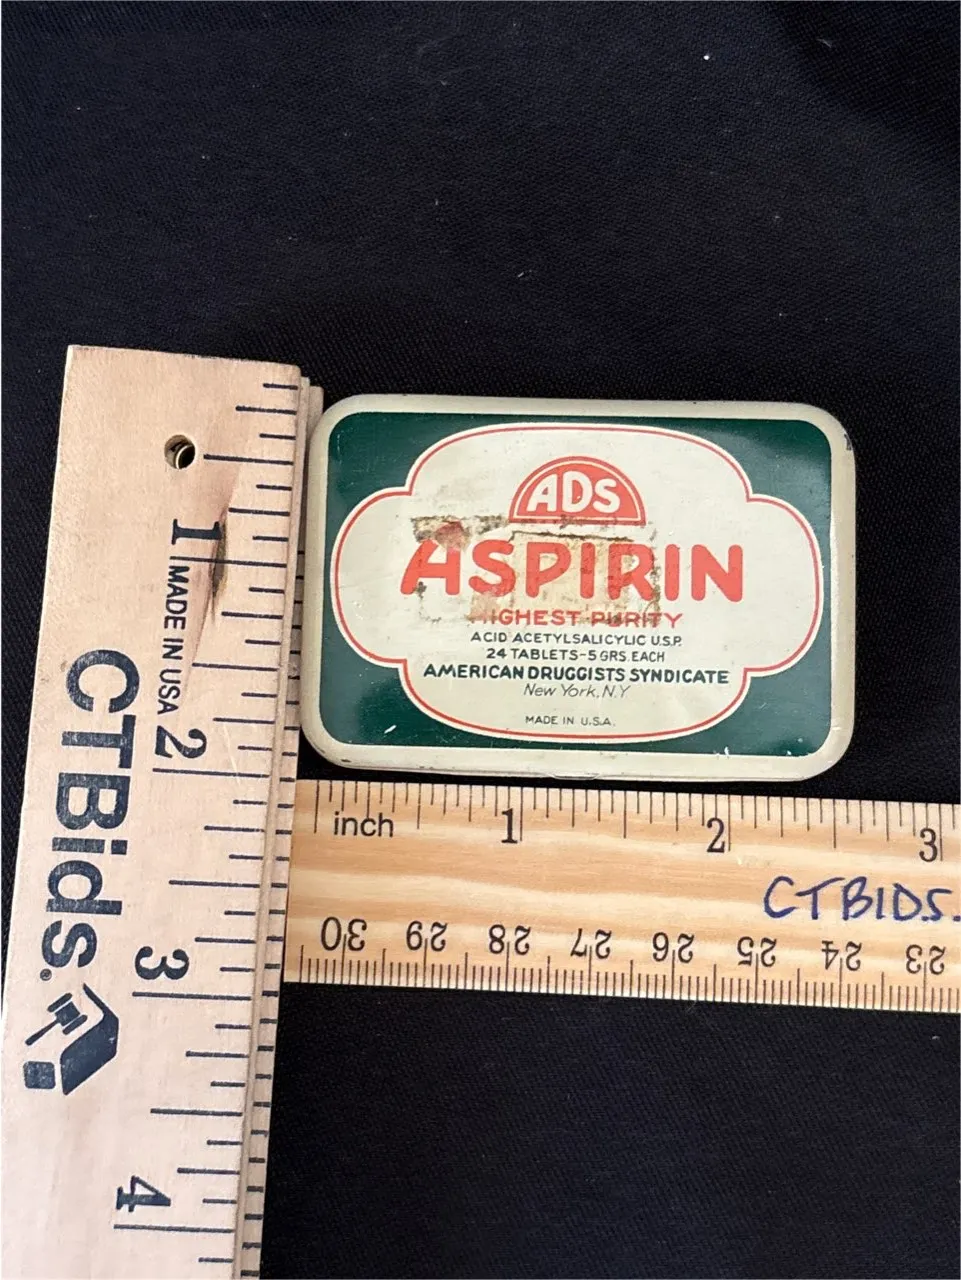 ADS
ASPIRIN
HIGHEST PURITY
ACID ACETYLSALICYLIC U.S.P.
24 TABLETS-5 GRS. EACH
AMERICAN DRUGGISTS SYNDICATE
New York, N.Y.
MADE IN U.S.A.
1 2 3 4
MADE IN USA
CTBids.
inch 1 2 3
CTBIDS.
30 29 28 27 26 25 24 23